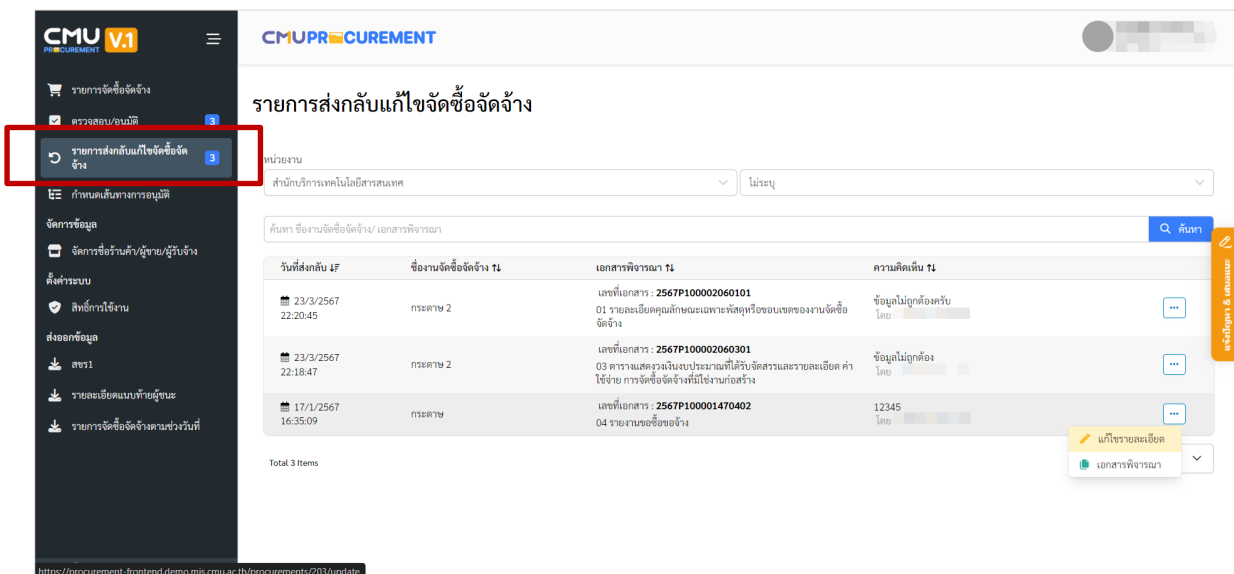 CMU V.1
PROCUREMENT
CMUPROCUREMENT
รายการจัดซื้อจัดจ้าง
ตรวจสอบ/อนุมัติ 3
รายการส่งกลับแก้ไขจัดซื้อจัด
จ้าง 3
กำหนดเส้นทางการอนุมัติ
จัดการข้อมูล
จัดการชื่อร้านค้า/ผู้ขาย/ผู้รับจ้าง
ตั้งค่าระบบ
สิทธิ์การใช้งาน
ส่งออกข้อมูล
สขร1
รายละเอียดแนบท้ายผู้ชนะ
รายการจัดซื้อจัดจ้างตามช่วงวันที่
รายการส่งกลับแก้ไขจัดซื้อจัดจ้าง
หน่วยงาน
สำนักบริการเทคโนโลยีสารสนเทศ ไม่ระบุ
ค้นหา ชื่องานจัดซื้อจัดจ้าง/ เอกสารพิจารณา ค้นหา
วันที่ส่งกลับ ชื่องานจัดซื้อจัดจ้าง เอกสารพิจารณา ความคิดเห็น
23/3/2567
22:20:45
กระดาษ 2
เลขที่เอกสาร : 2567P100002060101
01 รายละเอียดคุณลักษณะเฉพาะพัสดุหรือขอบเขตของงานจัดซื้อ
จัดจ้าง
ข้อมูลไม่ถูกต้องครับ
โดย
23/3/2567
22:18:47
กระดาษ 2
เลขที่เอกสาร : 2567P100002060301
03 ตารางแสดงวงเงินงบประมาณที่ได้รับจัดสรรและรายละเอียด ค่า
ใช้จ่าย การจัดซื้อจัดจ้างที่มิใช่งานก่อสร้าง
ข้อมูลไม่ถูกต้อง
โดย
17/1/2567
16:35:09
กระดาษ
เลขที่เอกสาร : 2567P100001470402
04 รายงานขอซื้อขอจ้าง
12345
โดย
แก้ไขรายละเอียด
เอกสารพิจารณา
Total 3 Items
แจ้งปัญหา & เสนอแนะ
https://procurement-frontend.demo.mis.cmu.ac.th/procurements/203/update